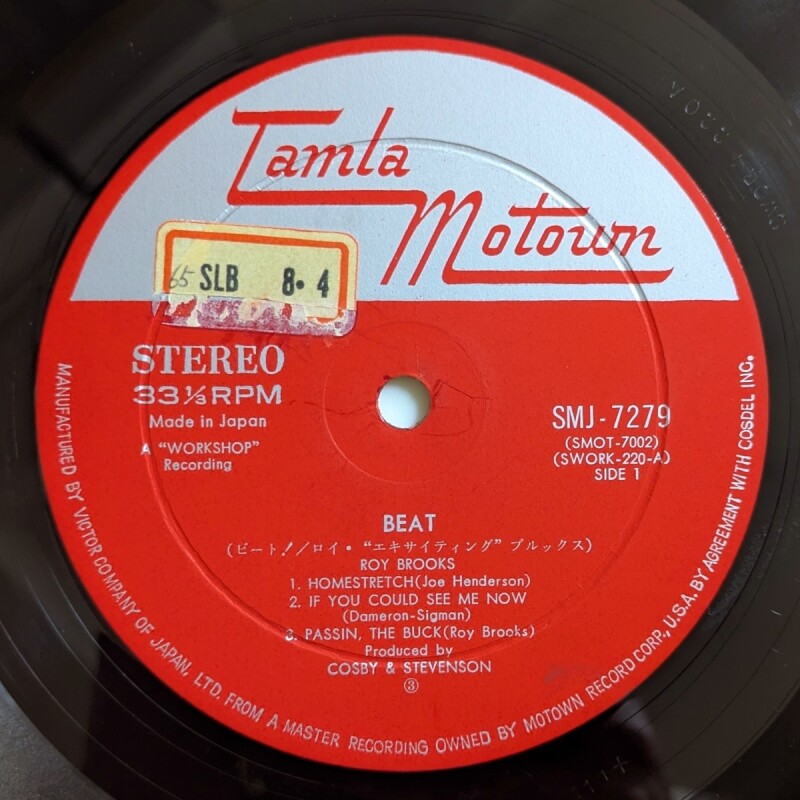 Tamla
Motown
65 SLB 8.4
STEREO
33 1/3 RPM
Made in Japan
A "WORKSHOP"
Recording
SMJ-7279
(SMOT-7002)
(SWORK-220-A)
SIDE 1
BEAT
(ビート!/ロイ・"エキサイティング"ブルックス)
ROY BROOKS
1. HOMESTRETCH(Joe Henderson)
2. IF YOU COULD SEE ME NOW
(Dameron-Sigman)
3. PASSIN, THE BUCK(Roy Brooks)
Produced by
COSBY & STEVENSON
③
MANUFACTURED BY VICTOR COMPANY OF JAPAN, LTD. FROM A MASTER RECORDING OWNED BY MOTOWN RECORD CORP., U.S.A. BY AGREEMENT WITH COSDEL INC.